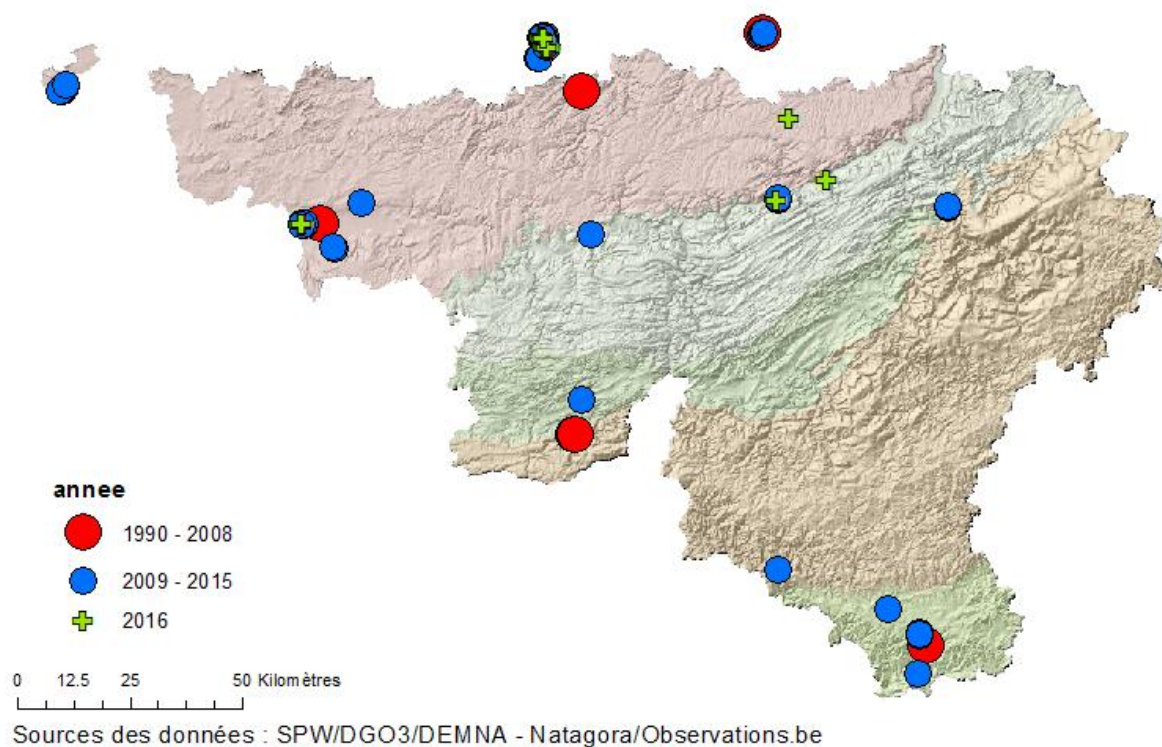 annee
1990 - 2008
2009 - 2015
2016
0 12.5 25 50 Kilomètres
Sources des données : SPW/DGO3/DEMNA - Natagora/Observations.be